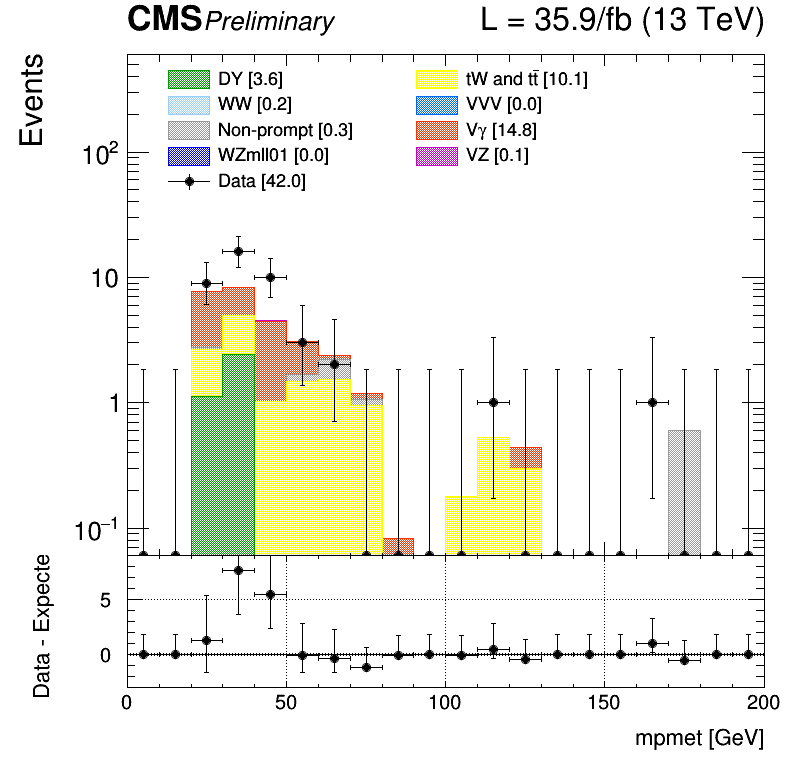 CMS Preliminary L = 35.9/fb (13 TeV)
Events
DY [3.6] tW and tt̄ [10.1]
WW [0.2] VVV [0.0]
Non-prompt [0.3] Vγ [14.8]
WZmll01 [0.0] VZ [0.1]
Data [42.0]
10²
10
1
10⁻¹
Data - Expecte
5
0
0 50 100 150 200
mpmet [GeV]